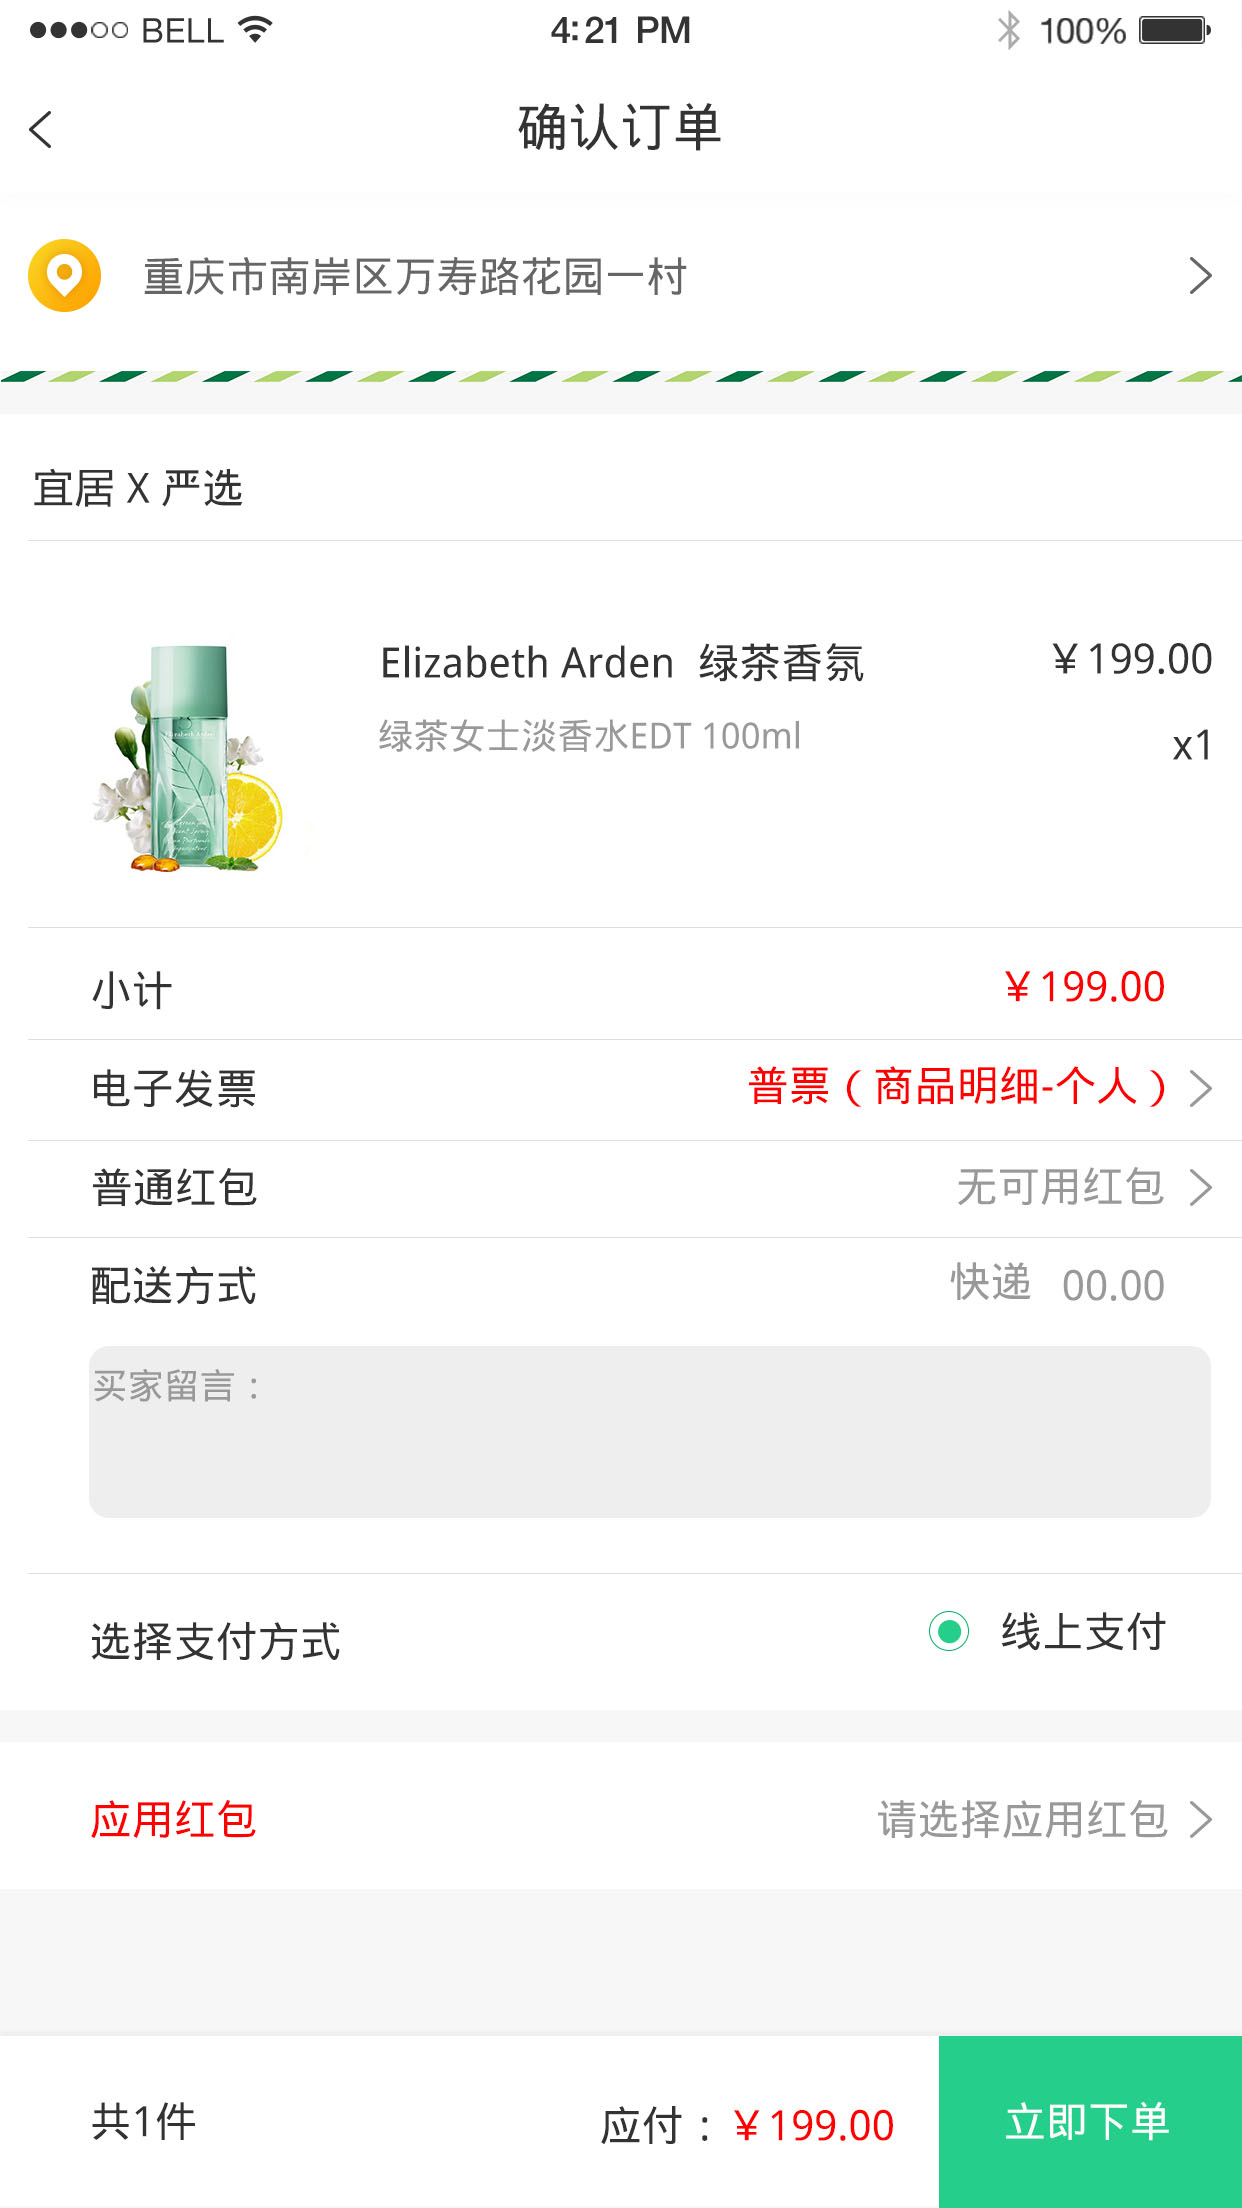 BELL 4:21 PM 100%
确认订单
重庆市南岸区万寿路花园一村
宜居 X 严选
Elizabeth Arden 绿茶香氛 ￥199.00
绿茶女士淡香水EDT 100ml x1
Elizabeth Arden
小计 ￥199.00
电子发票 普票（商品明细-个人）
普通红包 无可用红包
配送方式 快递 00.00
买家留言：
选择支付方式 线上支付
应用红包 请选择应用红包
共1件 应付：￥199.00 立即下单